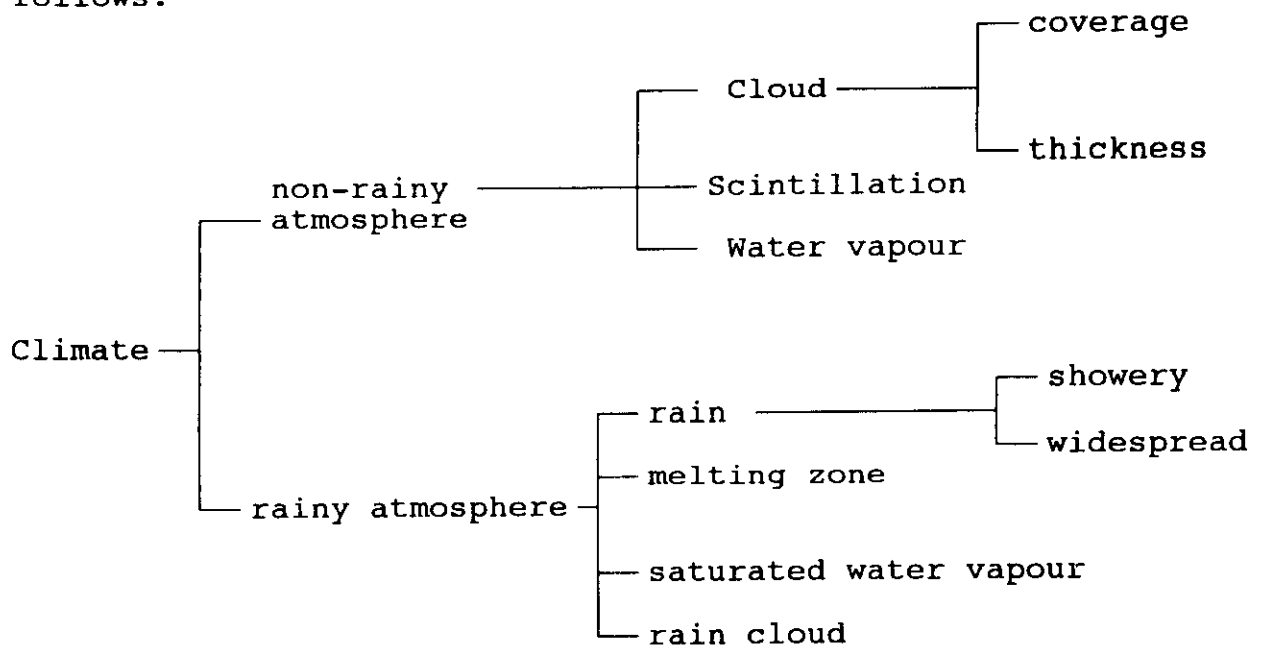 follows:
coverage
Cloud
thickness
non-rainy
atmosphere
Scintillation
Water vapour
Climate
showery
rain
widespread
melting zone
rainy atmosphere
saturated water vapour
rain cloud